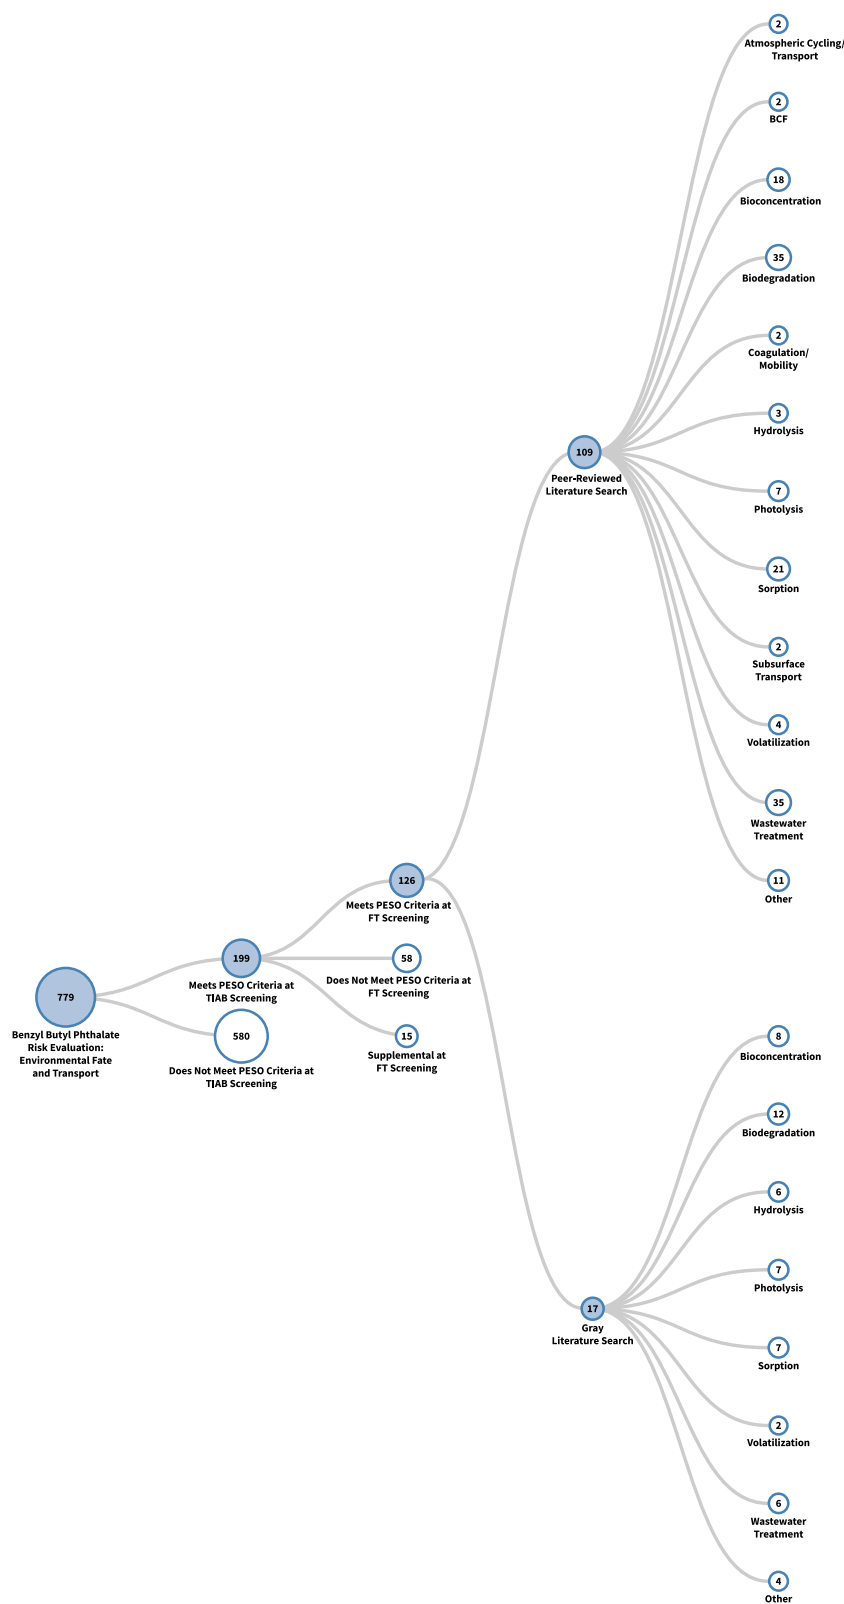 2
Atmospheric Cycling/
Transport
2
BCF
18
Bioconcentration
35
Biodegradation
2
Coagulation/
Mobility
3
Hydrolysis
109
Peer-Reviewed
Literature Search
7
Photolysis
21
Sorption
2
Subsurface
Transport
4
Volatilization
35
Wastewater
Treatment
11
Other
126
Meets PESO Criteria at
FT Screening
199
Meets PESO Criteria at
TIAB Screening
58
Does Not Meet PESO Criteria at
FT Screening
779
Benzyl Butyl Phthalate
Risk Evaluation:
Environmental Fate
and Transport
580
Does Not Meet PESO Criteria at
TIAB Screening
15
Supplemental at
FT Screening
8
Bioconcentration
12
Biodegradation
6
Hydrolysis
7
Photolysis
17
Gray
Literature Search
7
Sorption
2
Volatilization
6
Wastewater
Treatment
4
Other